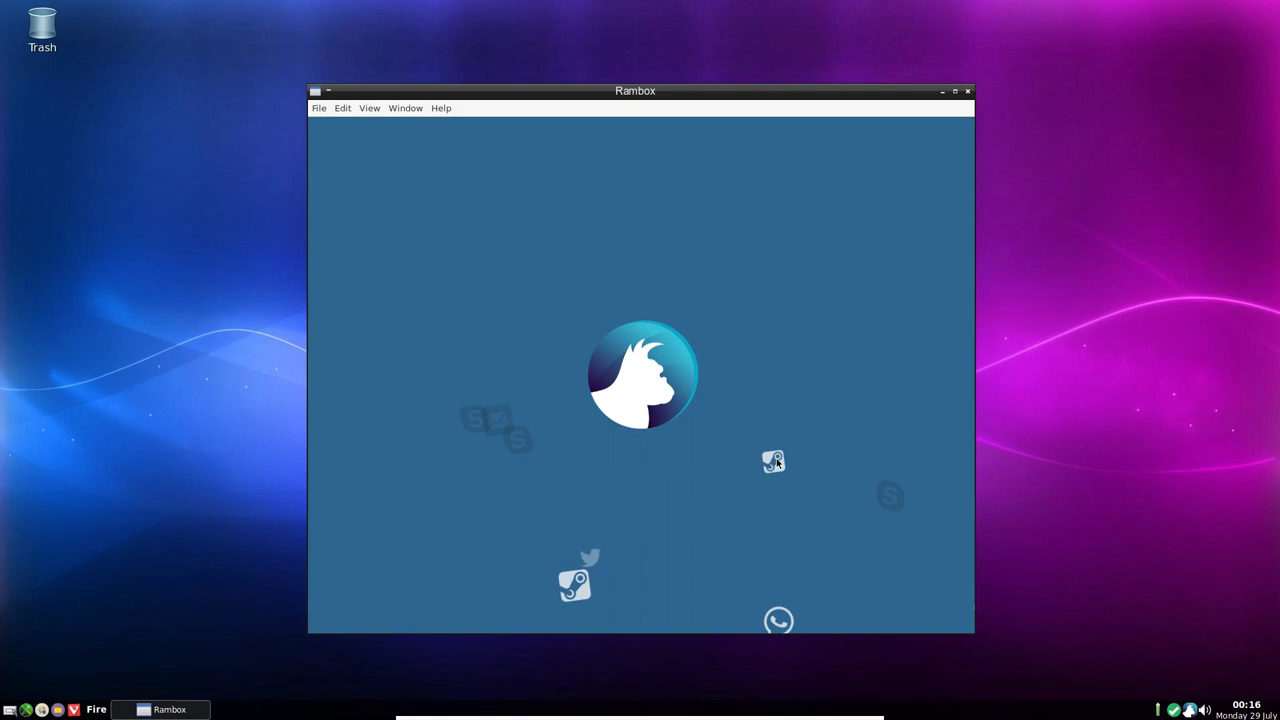 Trash
Rambox
File Edit View Window Help
Fire
Rambox
00:16
Monday 29 July